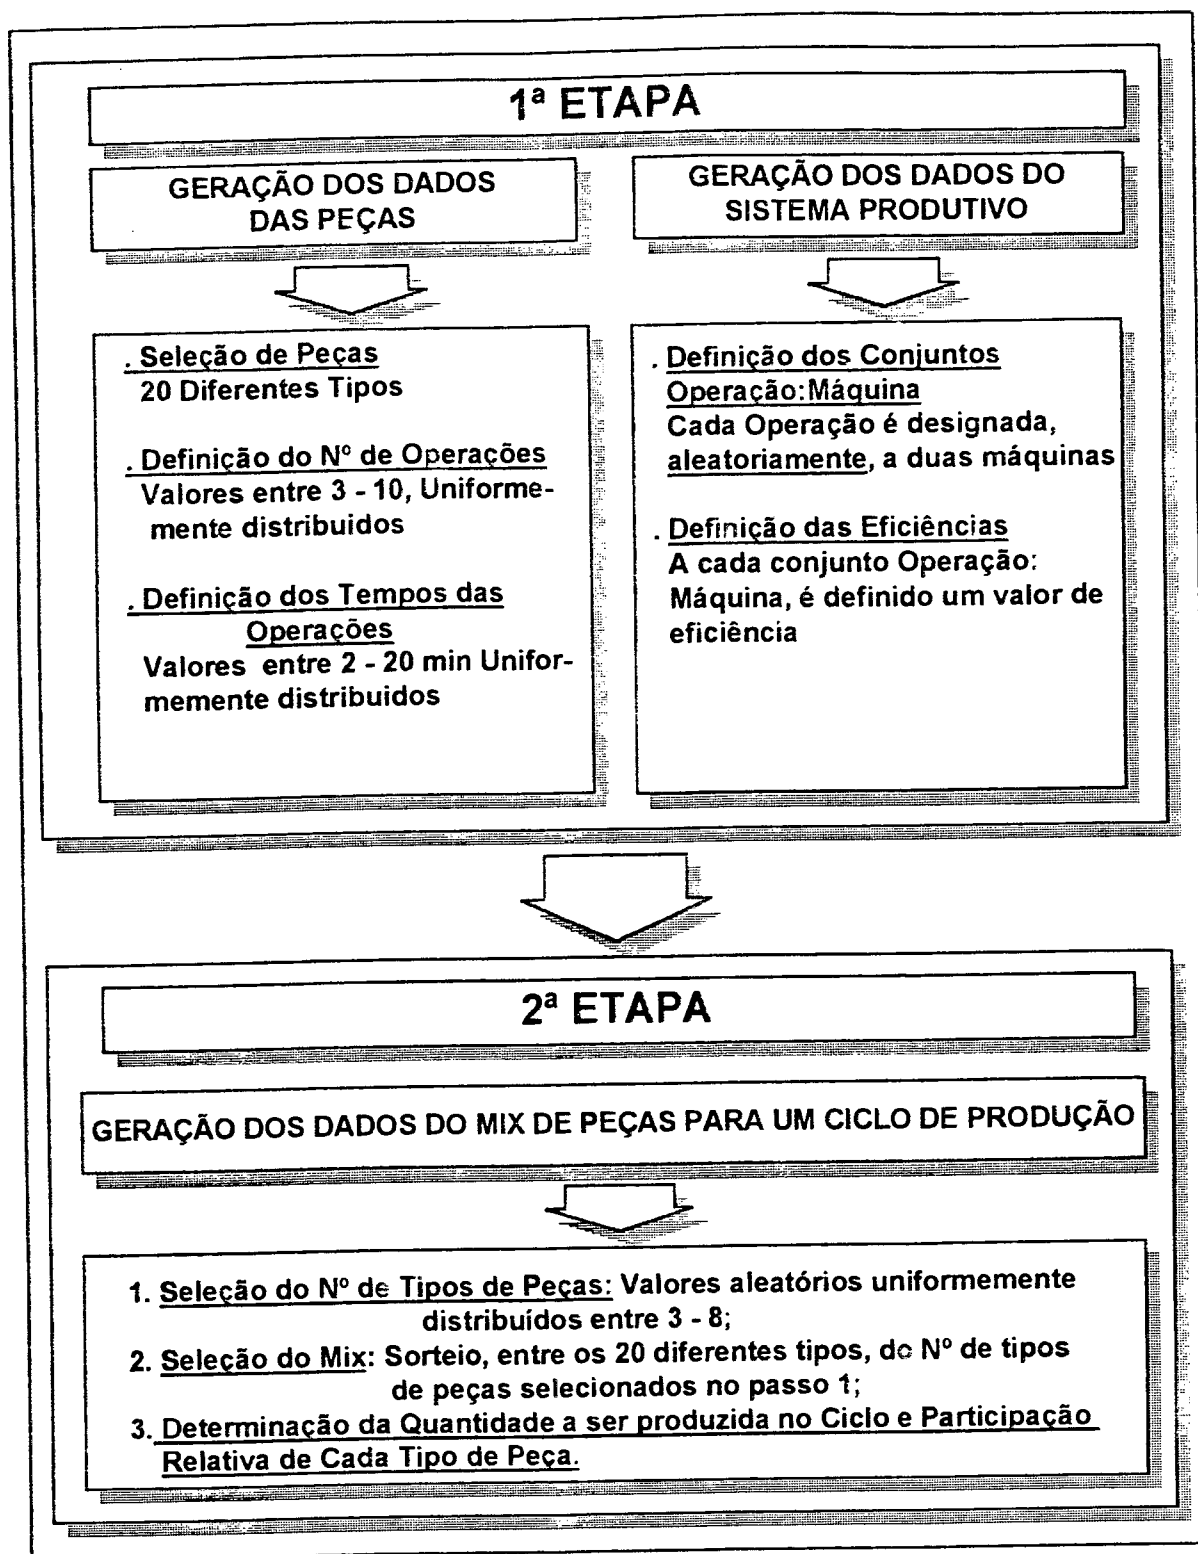 1ª ETAPA
GERAÇÃO DOS DADOS
DAS PEÇAS
GERAÇÃO DOS DADOS DO
SISTEMA PRODUTIVO
. Seleção de Peças
20 Diferentes Tipos
. Definição do Nº de Operações
Valores entre 3 - 10, Uniforme-
mente distribuidos
. Definição dos Tempos das
Operações
Valores entre 2 - 20 min Unifor-
memente distribuidos
. Definição dos Conjuntos
Operação:Máquina
Cada Operação é designada,
aleatoriamente, a duas máquinas
. Definição das Eficiências
A cada conjunto Operação:
Máquina, é definido um valor de
eficiência
2ª ETAPA
GERAÇÃO DOS DADOS DO MIX DE PEÇAS PARA UM CICLO DE PRODUÇÃO
1. Seleção do Nº de Tipos de Peças: Valores aleatórios uniformemente
distribuídos entre 3 - 8;
2. Seleção do Mix: Sorteio, entre os 20 diferentes tipos, do Nº de tipos
de peças selecionados no passo 1;
3. Determinação da Quantidade a ser produzida no Ciclo e Participação
Relativa de Cada Tipo de Peça.